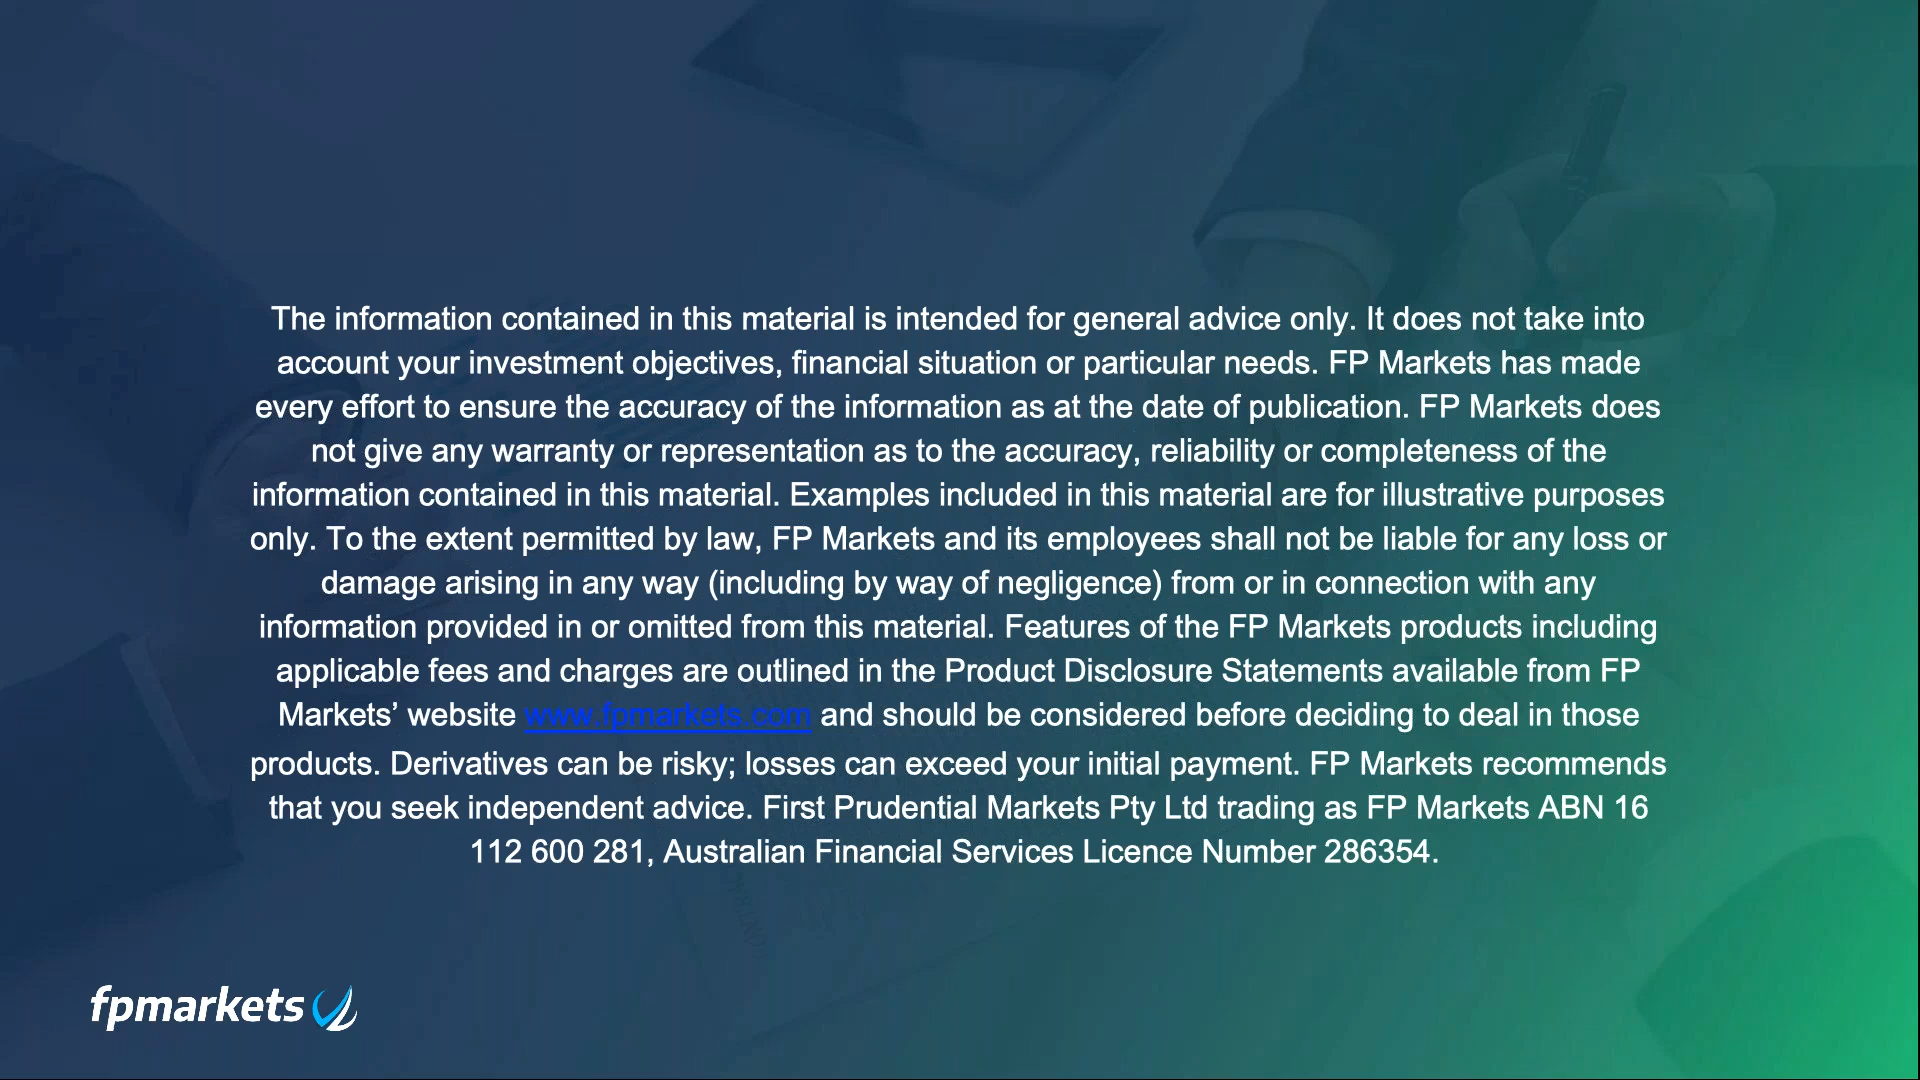 The information contained in this material is intended for general advice only. It does not take into
account your investment objectives, financial situation or particular needs. FP Markets has made
every effort to ensure the accuracy of the information as at the date of publication. FP Markets does
not give any warranty or representation as to the accuracy, reliability or completeness of the
information contained in this material. Examples included in this material are for illustrative purposes
only. To the extent permitted by law, FP Markets and its employees shall not be liable for any loss or
damage arising in any way (including by way of negligence) from or in connection with any
information provided in or omitted from this material. Features of the FP Markets products including
applicable fees and charges are outlined in the Product Disclosure Statements available from FP
Markets’ website www.fpmarkets.com and should be considered before deciding to deal in those
products. Derivatives can be risky; losses can exceed your initial payment. FP Markets recommends
that you seek independent advice. First Prudential Markets Pty Ltd trading as FP Markets ABN 16
112 600 281, Australian Financial Services Licence Number 286354.
fpmarkets